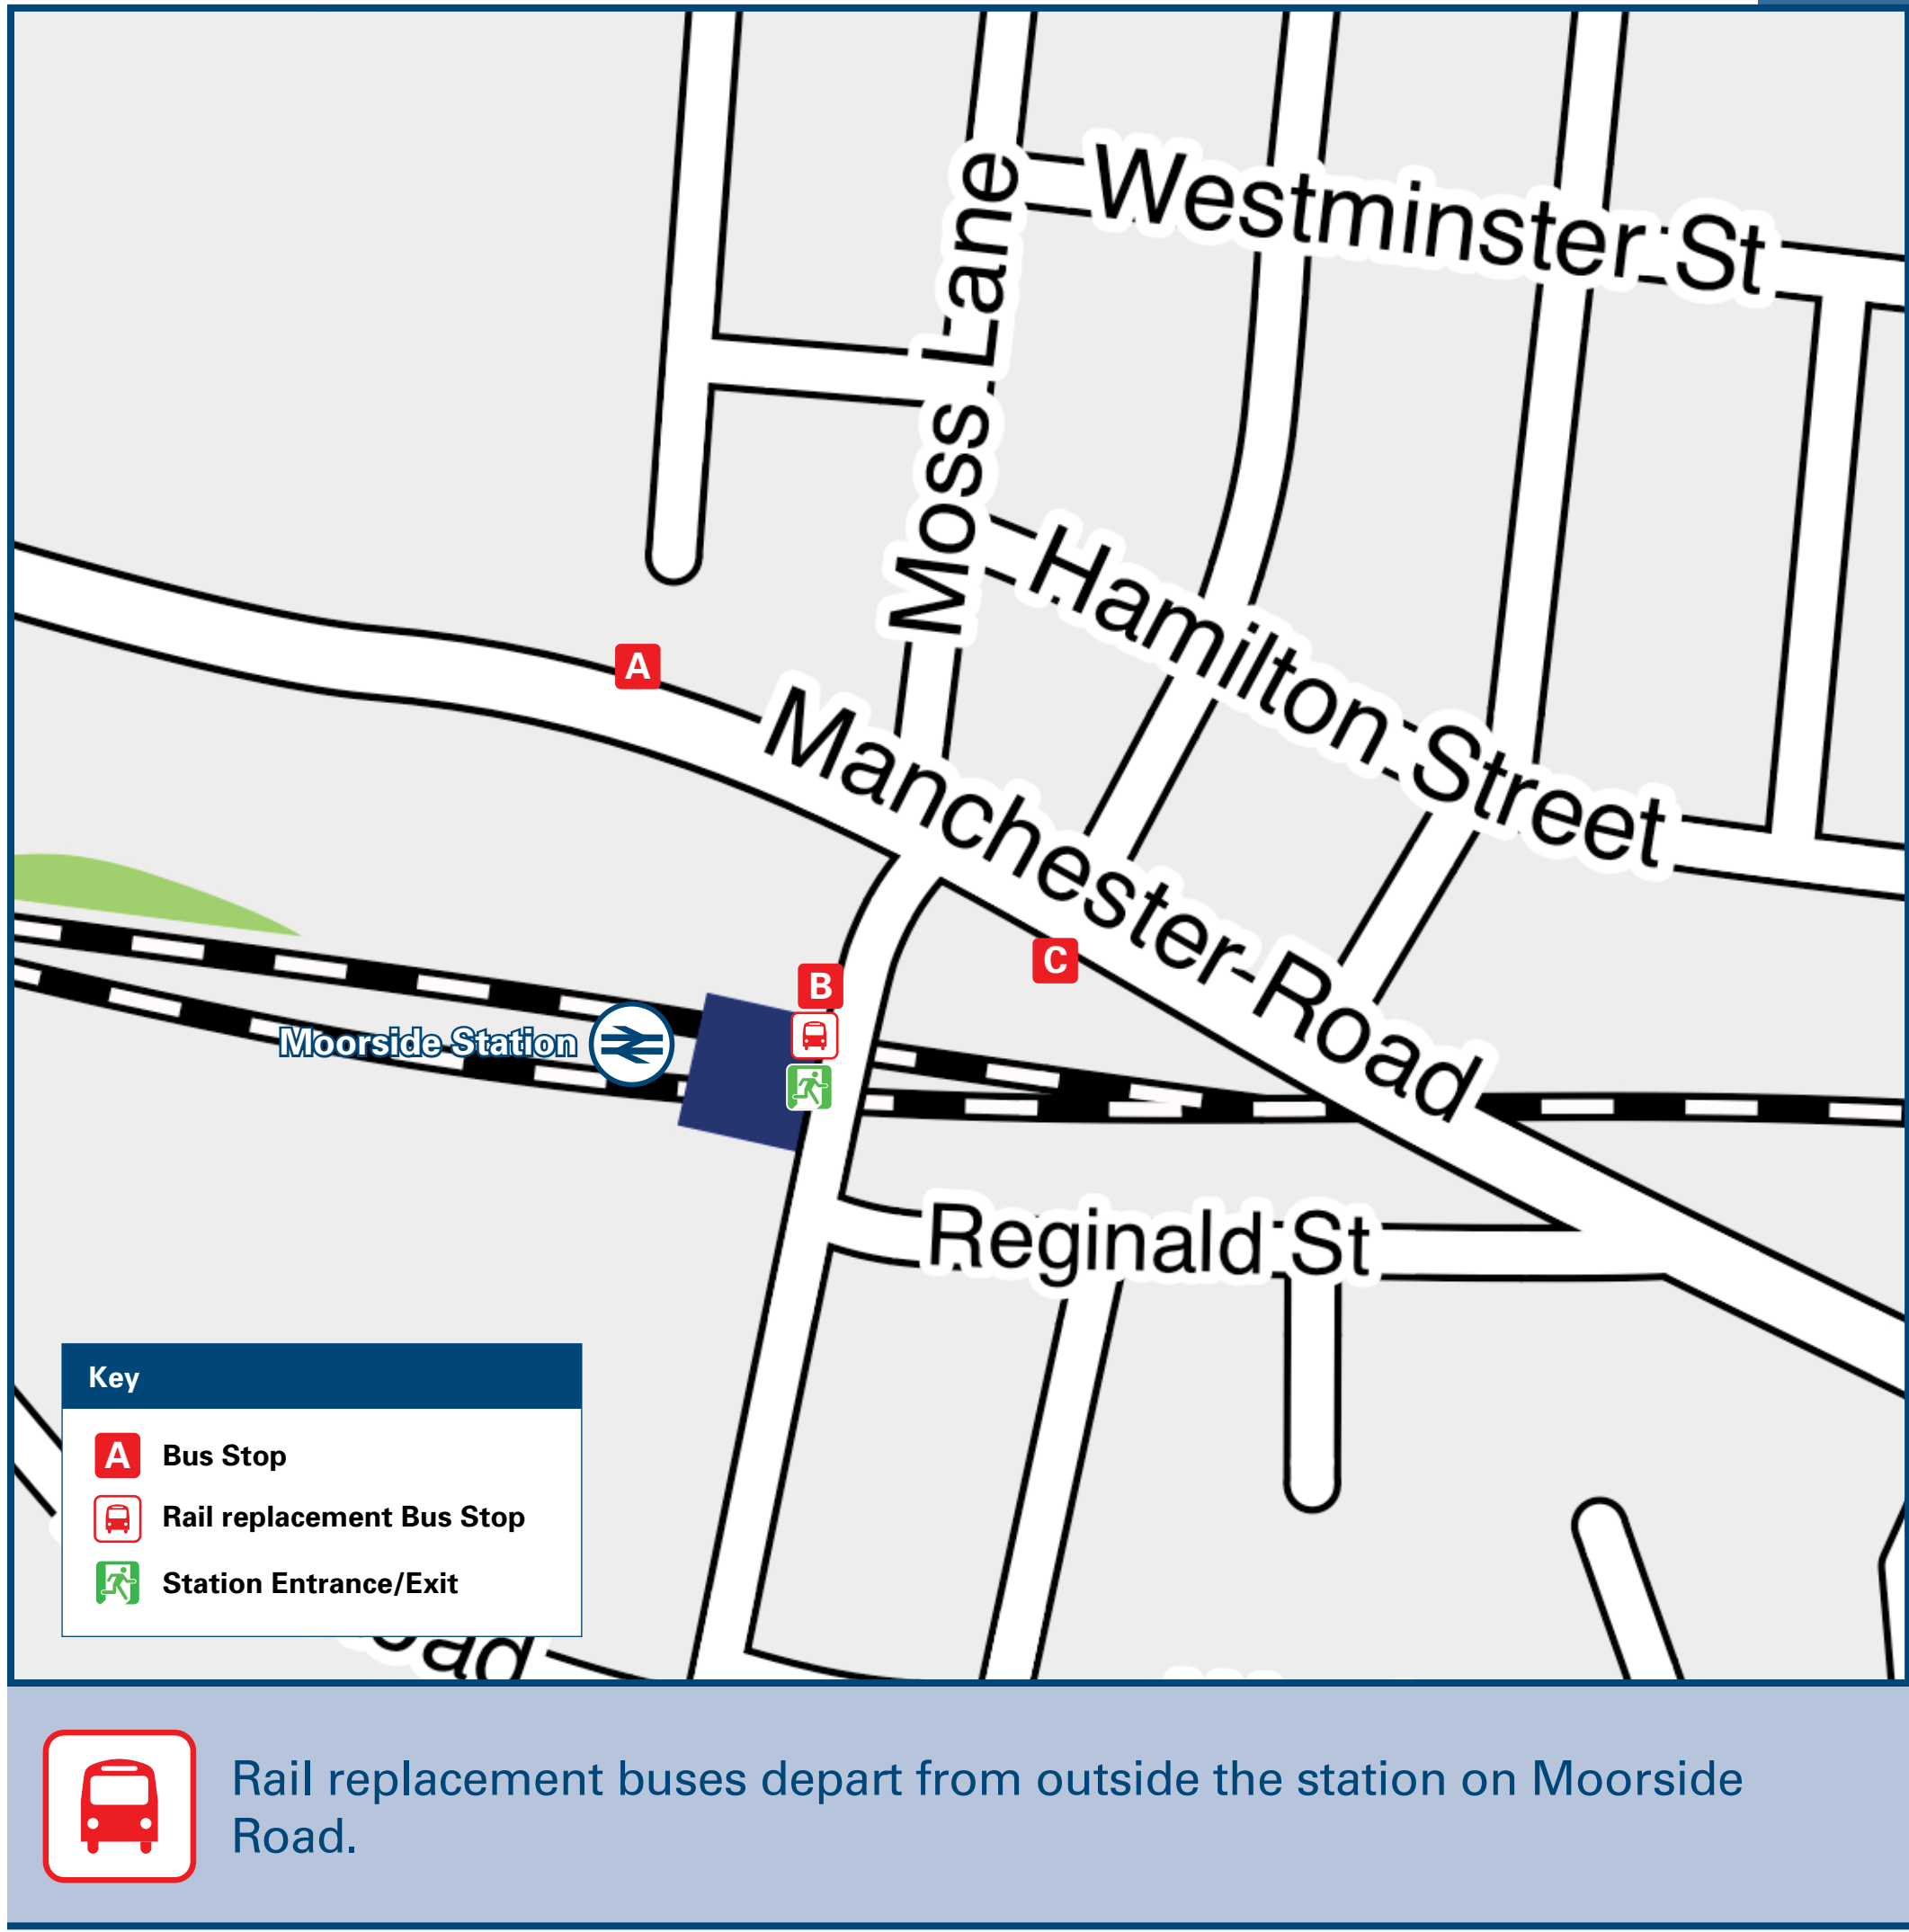 Westminster St
Moss Lane
Hamilton Street
A
Manchester Road
C
B
Moorside Station
Reginald St
Key
A Bus Stop
Rail replacement Bus Stop
Station Entrance/Exit
Rail replacement buses depart from outside the station on Moorside
Road.